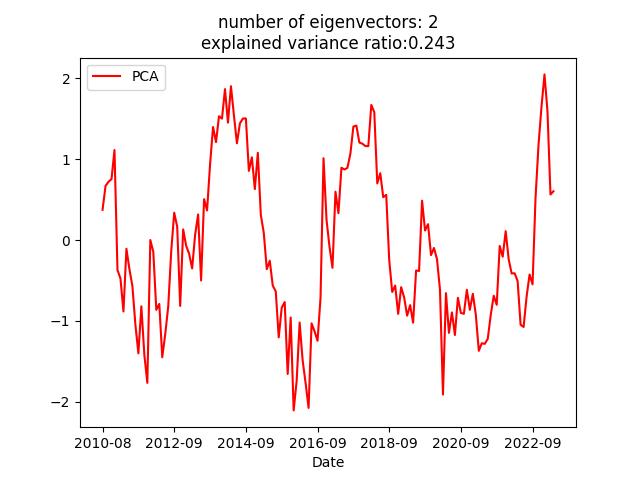 number of eigenvectors: 2
explained variance ratio:0.243
PCA
2
1
0
−1
−2
2010-08 2012-09 2014-09 2016-09 2018-09 2020-09 2022-09
Date